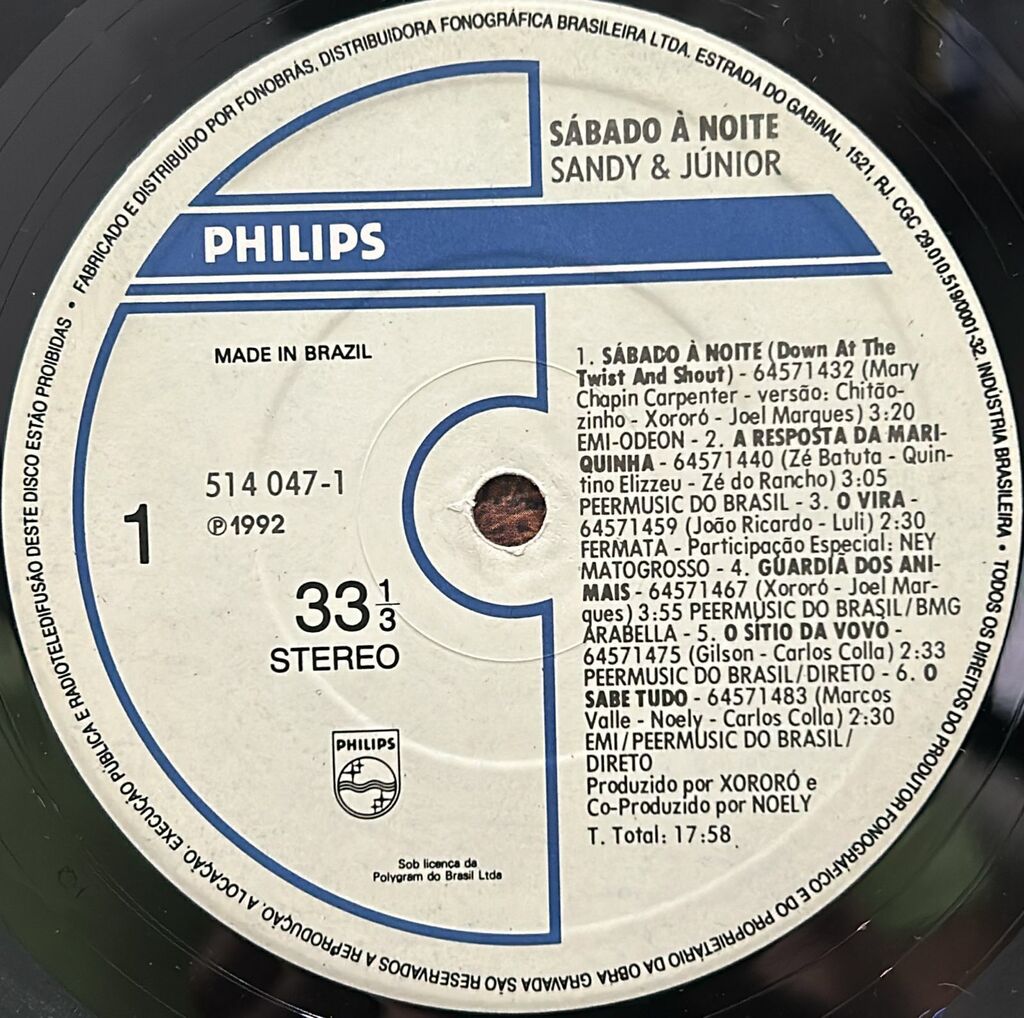 • FABRICADO E DISTRIBUÍDO POR FONOBRÁS, DISTRIBUIDORA FONOGRÁFICA BRASILEIRA LTDA. ESTRADA DO GABINAL, 1521, RJ. CGC 29.010.519/0001-32. INDÚSTRIA BRASILEIRA • TODOS OS DIREITOS DO PRODUTOR FONOGRÁFICO E DO PROPRIETÁRIO DA OBRA GRAVADA SÃO RESERVADOS A REPRODUÇÃO, A LOCAÇÃO, EXECUÇÃO PÚBLICA E RADIOTELEDIFUSÃO DESTE DISCO ESTÃO PROIBIDAS
SÁBADO À NOITE
SANDY & JÚNIOR
PHILIPS
MADE IN BRAZIL
514 047-1
℗1992
1
33 1/3
STEREO
PHILIPS
Sob licença da
Polygram do Brasil Ltda
1. SÁBADO À NOITE (Down At The
Twist And Shout) - 64571432 (Mary
Chapin Carpenter - versão: Chitão-
zinho - Xororó - Joel Marques) 3:20
EMI-ODEON - 2. A RESPOSTA DA MARI-
QUINHA - 64571440 (Zé Batuta - Quin-
tino Elizzeu - Zé do Rancho) 3:05
PEERMUSIC DO BRASIL - 3. O VIRA -
64571459 (João Ricardo - Luli) 2:30
FERMATA - Participação Especial: NEY
MATOGROSSO - 4. GUARDIÃ DOS ANI-
MAIS - 64571467 (Xororó - Joel Mar-
ques) 3:55 PEERMUSIC DO BRASIL/BMG
ARABELLA - 5. O SÍTIO DA VOVÓ -
64571475 (Gilson - Carlos Colla) 2:33
PEERMUSIC DO BRASIL/DIRETO - 6. O
SABE TUDO - 64571483 (Marcos
Valle - Noely - Carlos Colla) 2:30
EMI/PEERMUSIC DO BRASIL/
DIRETO
Produzido por XORORÓ e
Co-Produzido por NOELY
T. Total: 17:58